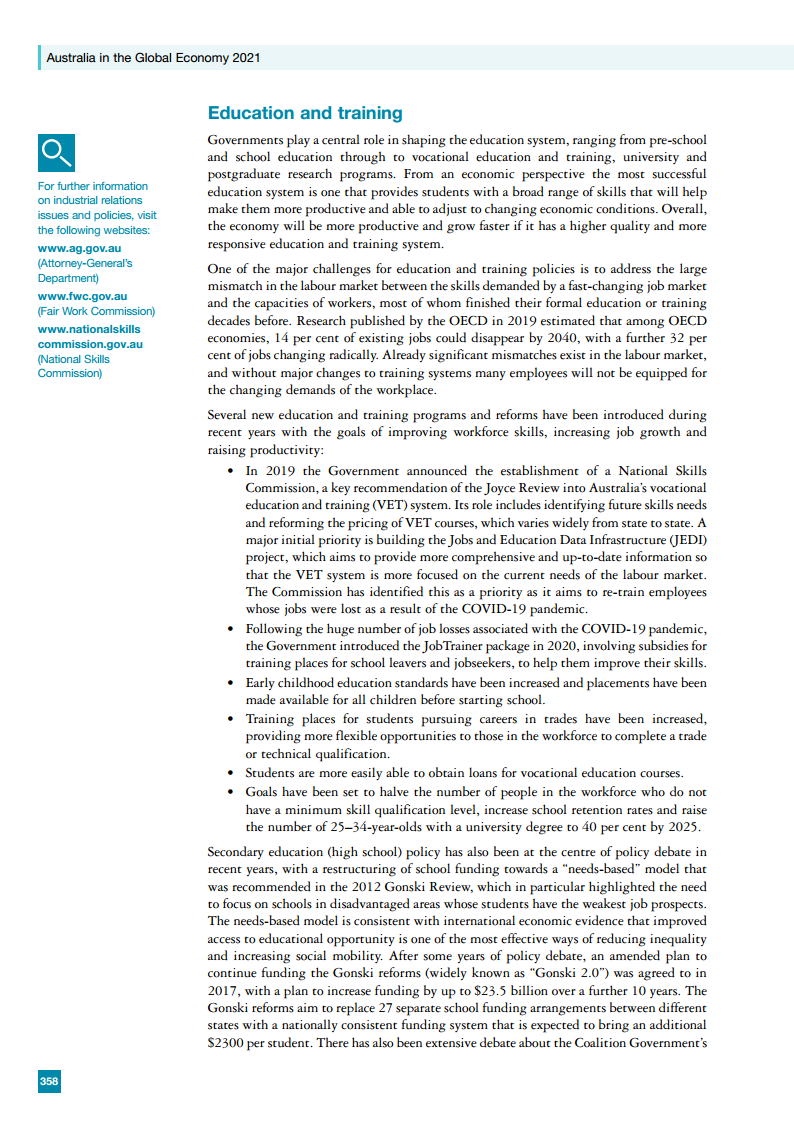 Australia in the Global Economy 2021
For further information
on industrial relations
issues and policies, visit
the following websites:
www.ag.gov.au
(Attorney-General's
Department)
www.fwc.gov.au
(Fair Work Commission)
www.nationalskills
commission.gov.au
(National Skills
Commission)
Education and training
Governments play a central role in shaping the education system, ranging from pre-school
and school education through to vocational education and training, university and
postgraduate research programs. From an economic perspective the most successful
education system is one that provides students with a broad range of skills that will help
make them more productive and able to adjust to changing economic conditions. Overall,
the economy will be more productive and grow faster if it has a higher quality and more
responsive education and training system.
One of the major challenges for education and training policies is to address the large
mismatch in the labour market between the skills demanded by a fast-changing job market
and the capacities of workers, most of whom finished their formal education or training
decades before. Research published by the OECD in 2019 estimated that among OECD
economies, 14 per cent of existing jobs could disappear by 2040, with a further 32 per
cent of jobs changing radically. Already significant mismatches exist in the labour market,
and without major changes to training systems many employees will not be equipped for
the changing demands of the workplace.
Several new education and training programs and reforms have been introduced during
recent years with the goals of improving workforce skills, increasing job growth and
raising productivity:
• In 2019 the Government announced the establishment of a National Skills
Commission, a key recommendation of the Joyce Review into Australia's vocational
education and training (VET) system. Its role includes identifying future skills needs
and reforming the pricing of VET courses, which varies widely from state to state. A
major initial priority is building the Jobs and Education Data Infrastructure (JEDI)
project, which aims to provide more comprehensive and up-to-date information so
that the VET system is more focused on the current needs of the labour market.
The Commission has identified this as a priority as it aims to re-train employees
whose jobs were lost as a result of the COVID-19 pandemic.
• Following the huge number of job losses associated with the COVID-19 pandemic,
the Government introduced the JobTrainer package in 2020, involving subsidies for
training places for school leavers and jobseekers, to help them improve their skills.
• Early childhood education standards have been increased and placements have been
made available for all children before starting school.
• Training places for students pursuing careers in trades have been increased,
providing more flexible opportunities to those in the workforce to complete a trade
or technical qualification.
• Students are more easily able to obtain loans for vocational education courses.
• Goals have been set to halve the number of people in the workforce who do not
have a minimum skill qualification level, increase school retention rates and raise
the number of 25–34-year-olds with a university degree to 40 per cent by 2025.
Secondary education (high school) policy has also been at the centre of policy debate in
recent years, with a restructuring of school funding towards a “needs-based” model that
was recommended in the 2012 Gonski Review, which in particular highlighted the need
to focus on schools in disadvantaged areas whose students have the weakest job prospects.
The needs-based model is consistent with international economic evidence that improved
access to educational opportunity is one of the most effective ways of reducing inequality
and increasing social mobility. After some years of policy debate, an amended plan to
continue funding the Gonski reforms (widely known as “Gonski 2.0”) was agreed to in
2017, with a plan to increase funding by up to $23.5 billion over a further 10 years. The
Gonski reforms aim to replace 27 separate school funding arrangements between different
states with a nationally consistent funding system that is expected to bring an additional
$2300 per student. There has also been extensive debate about the Coalition Government's
358